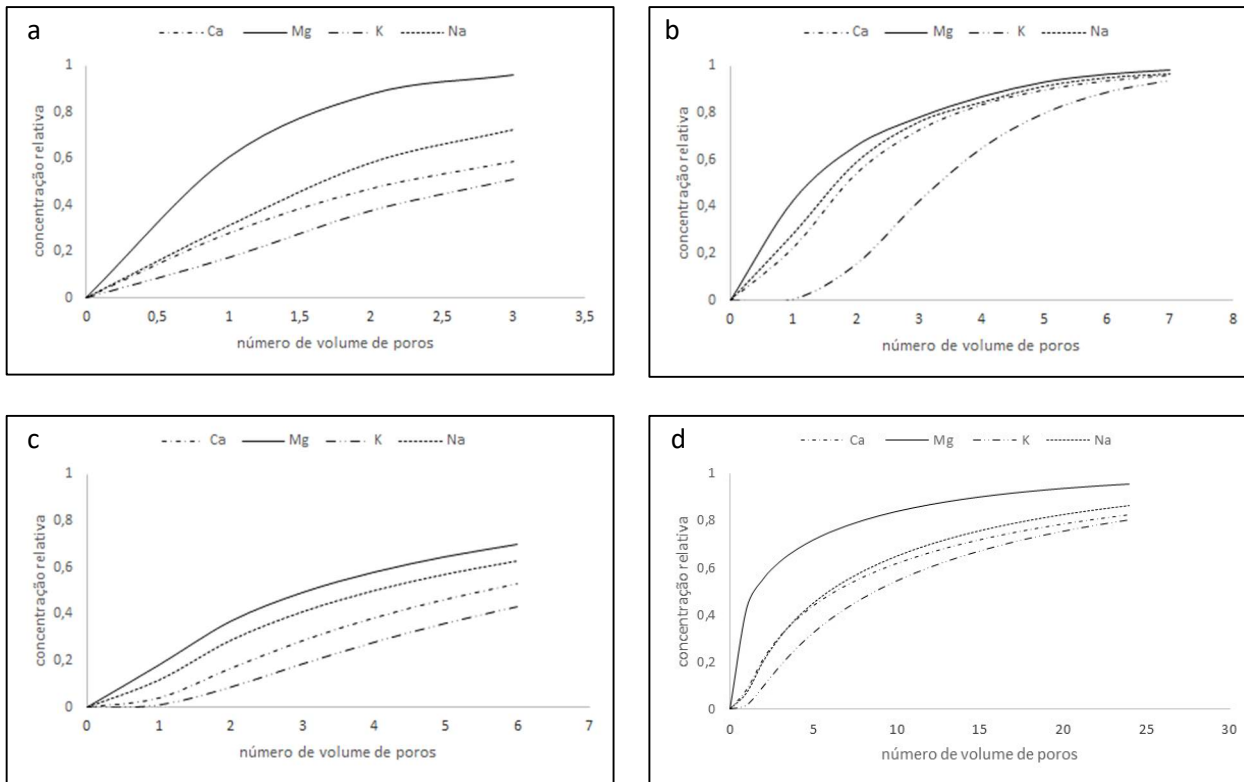 a
Ca Mg K Na
1
0,8
0,6
0,4
0,2
0
concentração relativa
0 0,5 1 1,5 2 2,5 3 3,5
número de volume de poros
b
Ca Mg K Na
1
0,8
0,6
0,4
0,2
0
concentração relativa
0 1 2 3 4 5 6 7 8
número de volume de poros
c
Ca Mg K Na
1
0,8
0,6
0,4
0,2
0
concentração relativa
0 1 2 3 4 5 6 7
número de volume de poros
d
Ca Mg K Na
1
0,8
0,6
0,4
0,2
0
concentração relativa
0 5 10 15 20 25 30
número de volume de poros